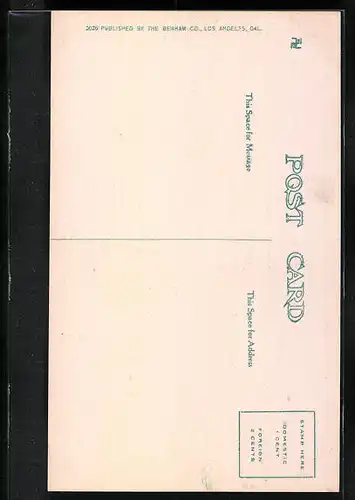 POST CARD
This Space for Message
This Space for Address
STAMP HERE
DOMESTIC
1 CENT
FOREIGN
2 CENTS
2026 PUBLISHED BY THE BENHAM CO., LOS ANGELES, CAL.